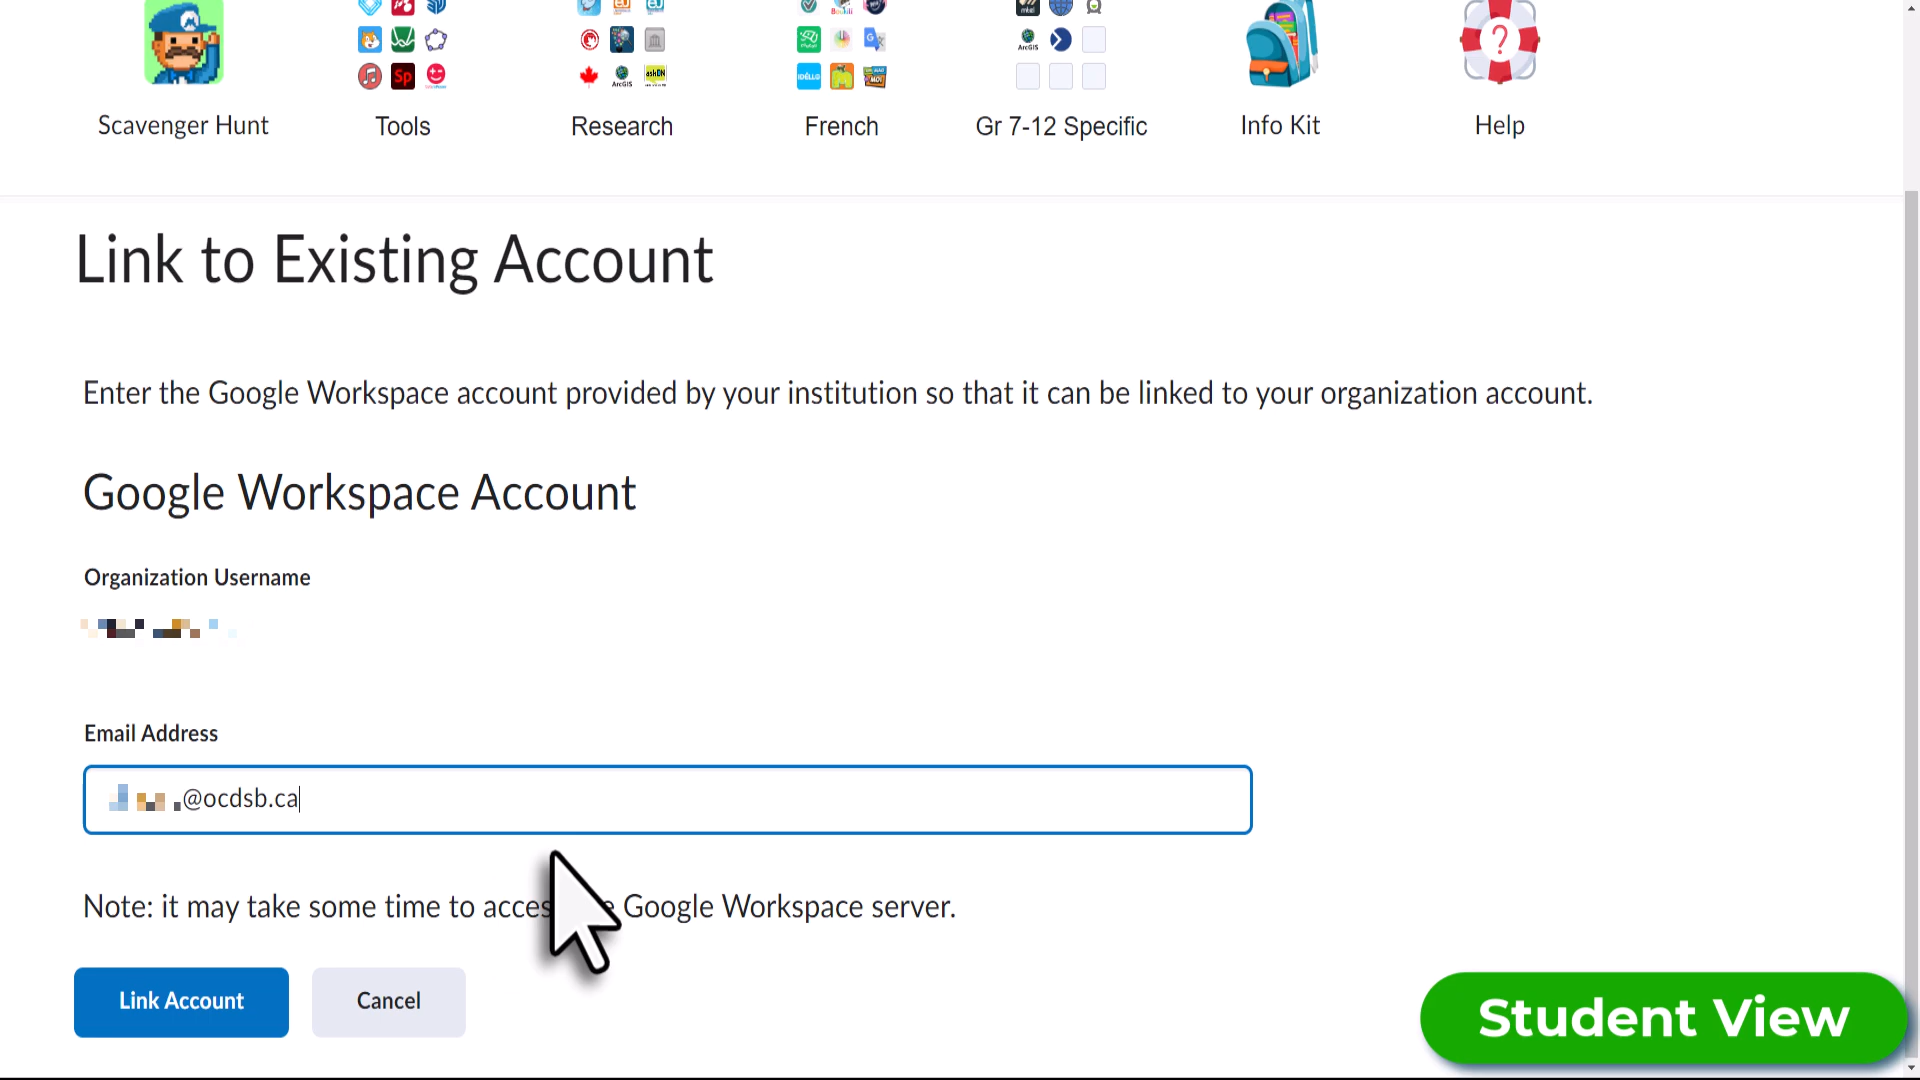 Scavenger Hunt
Tools
Research
French
Gr 7-12 Specific
Info Kit
Help
Link to Existing Account
Enter the Google Workspace account provided by your institution so that it can be linked to your organization account.
Google Workspace Account
Organization Username
Email Address
@ocdsb.ca
Note: it may take some time to Google Workspace server.
Link Account
Cancel
Student View